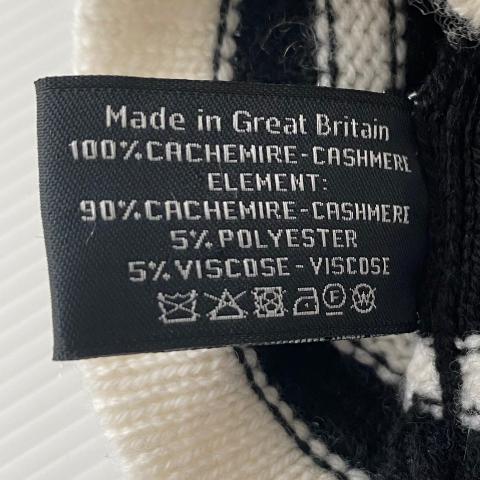 Made in Great Britain
100% CACHEMIRE-CASHMERE
ELEMENT:
90% CACHEMIRE-CASHMERE
5% POLYESTER
5% VISCOSE - VISCOSE
F W